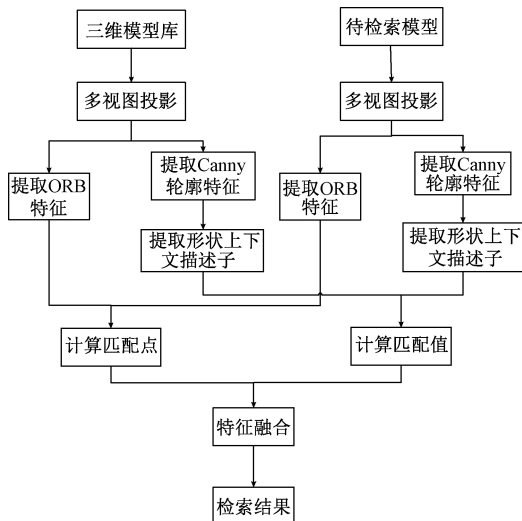 三维模型库
待检索模型
多视图投影
多视图投影
提取ORB
特征
提取Canny
轮廓特征
提取ORB
特征
提取Canny
轮廓特征
提取形状上下
文描述子
提取形状上下
文描述子
计算匹配点
计算匹配值
特征融合
检索结果